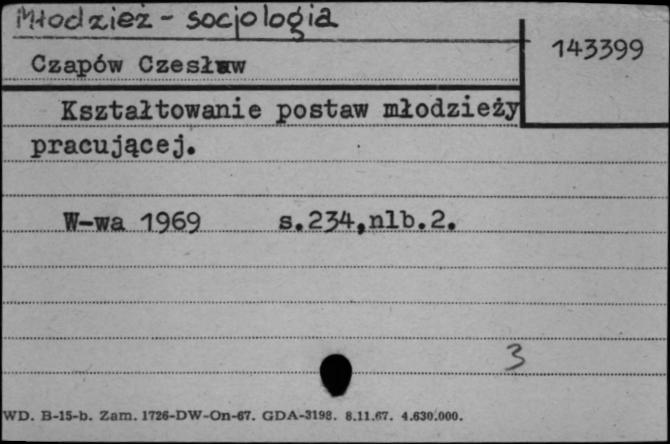 Młodzież - socjologia
143399
Czapów Czesław
Kształtowanie postaw młodzieży
pracującej.
W-wa 1969 s.234,nlb.2.
3
WD. B-15-b. Zam. 1726-DW-On-67. GDA-3198. 8.11.67. 4.630.000.